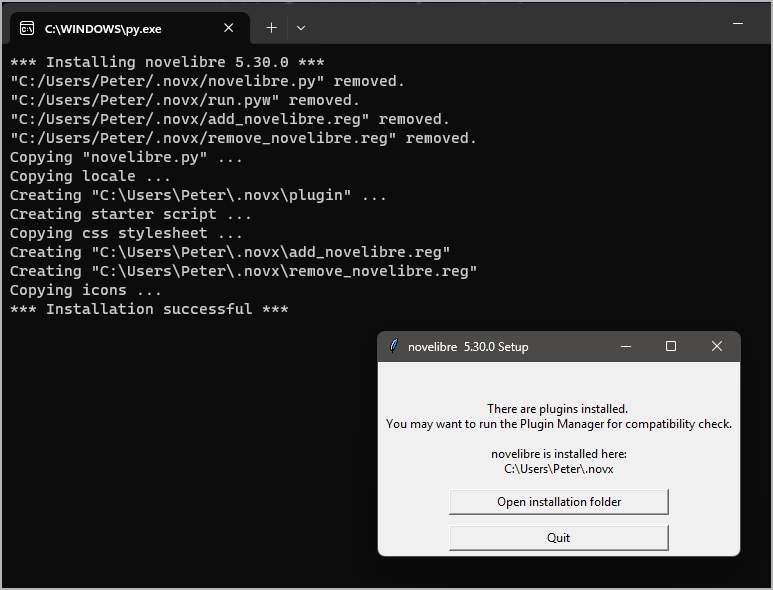 C:\WINDOWS\py.exe
*** Installing novelibre 5.30.0 ***
"C:/Users/Peter/.novx/novelibre.py" removed.
"C:/Users/Peter/.novx/run.pyw" removed.
"C:/Users/Peter/.novx/add_novelibre.reg" removed.
"C:/Users/Peter/.novx/remove_novelibre.reg" removed.
Copying "novelibre.py" ...
Copying locale ...
Creating "C:\Users\Peter\.novx\plugin" ...
Creating starter script ...
Copying css stylesheet ...
Creating "C:\Users\Peter\.novx\add_novelibre.reg"
Creating "C:\Users\Peter\.novx\remove_novelibre.reg"
Copying icons ...
*** Installation successful ***
novelibre 5.30.0 Setup
There are plugins installed.
You may want to run the Plugin Manager for compatibility check.
novelibre is installed here:
C:\Users\Peter\.novx
Open installation folder
Quit